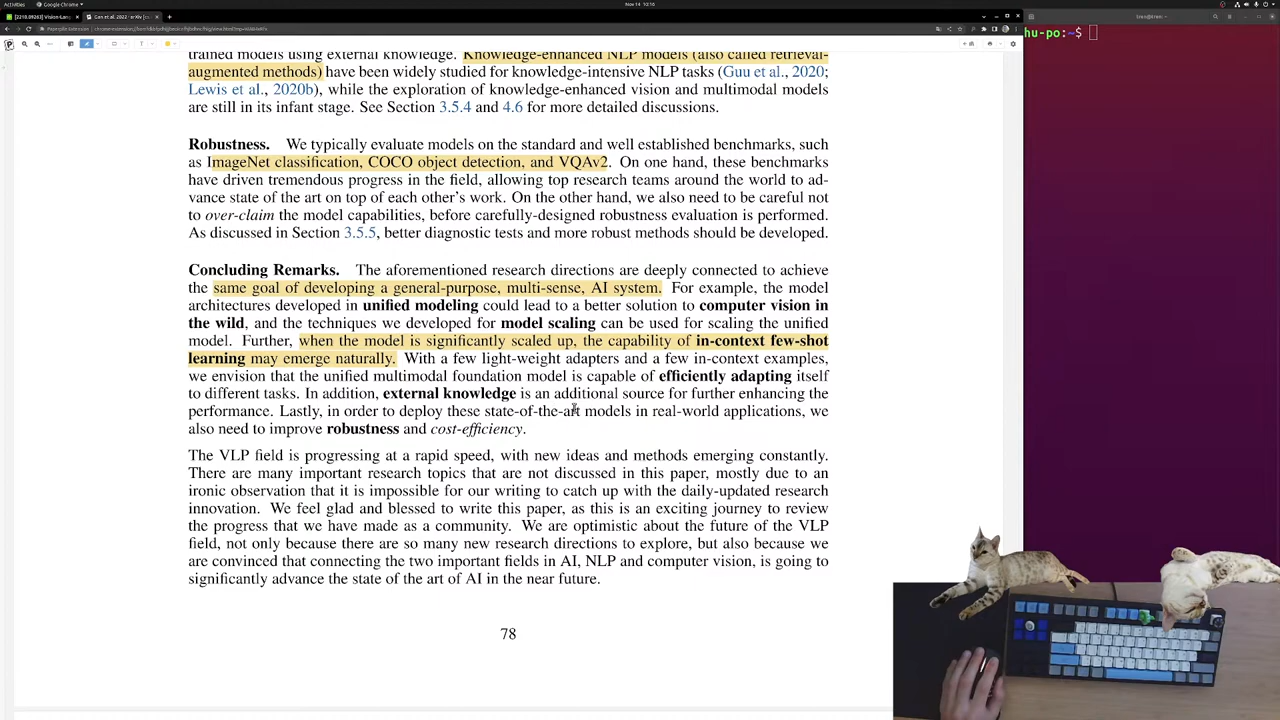 Activities
Google Chrome
Nov 14 10:16
[2210.09263] Vision-Lang
Gan et al. 2022 - arXiv [cs
Paperpile Extension
tren@tren: ~
hu-po:~$
trained models using external knowledge. Knowledge-enhanced NLP models (also called retrieval-
augmented methods) have been widely studied for knowledge-intensive NLP tasks (Guu et al., 2020;
Lewis et al., 2020b), while the exploration of knowledge-enhanced vision and multimodal models
are still in its infant stage. See Section 3.5.4 and 4.6 for more detailed discussions.
Robustness. We typically evaluate models on the standard and well established benchmarks, such
as ImageNet classification, COCO object detection, and VQAv2. On one hand, these benchmarks
have driven tremendous progress in the field, allowing top research teams around the world to ad-
vance state of the art on top of each other's work. On the other hand, we also need to be careful not
to over-claim the model capabilities, before carefully-designed robustness evaluation is performed.
As discussed in Section 3.5.5, better diagnostic tests and more robust methods should be developed.
Concluding Remarks. The aforementioned research directions are deeply connected to achieve
the same goal of developing a general-purpose, multi-sense, AI system. For example, the model
architectures developed in unified modeling could lead to a better solution to computer vision in
the wild, and the techniques we developed for model scaling can be used for scaling the unified
model. Further, when the model is significantly scaled up, the capability of in-context few-shot
learning may emerge naturally. With a few light-weight adapters and a few in-context examples,
we envision that the unified multimodal foundation model is capable of efficiently adapting itself
to different tasks. In addition, external knowledge is an additional source for further enhancing the
performance. Lastly, in order to deploy these state-of-the-art models in real-world applications, we
also need to improve robustness and cost-efficiency.
The VLP field is progressing at a rapid speed, with new ideas and methods emerging constantly.
There are many important research topics that are not discussed in this paper, mostly due to an
ironic observation that it is impossible for our writing to catch up with the daily-updated research
innovation. We feel glad and blessed to write this paper, as this is an exciting journey to review
the progress that we have made as a community. We are optimistic about the future of the VLP
field, not only because there are so many new research directions to explore, but also because we
are convinced that connecting the two important fields in AI, NLP and computer vision, is going to
significantly advance the state of the art of AI in the near future.
78